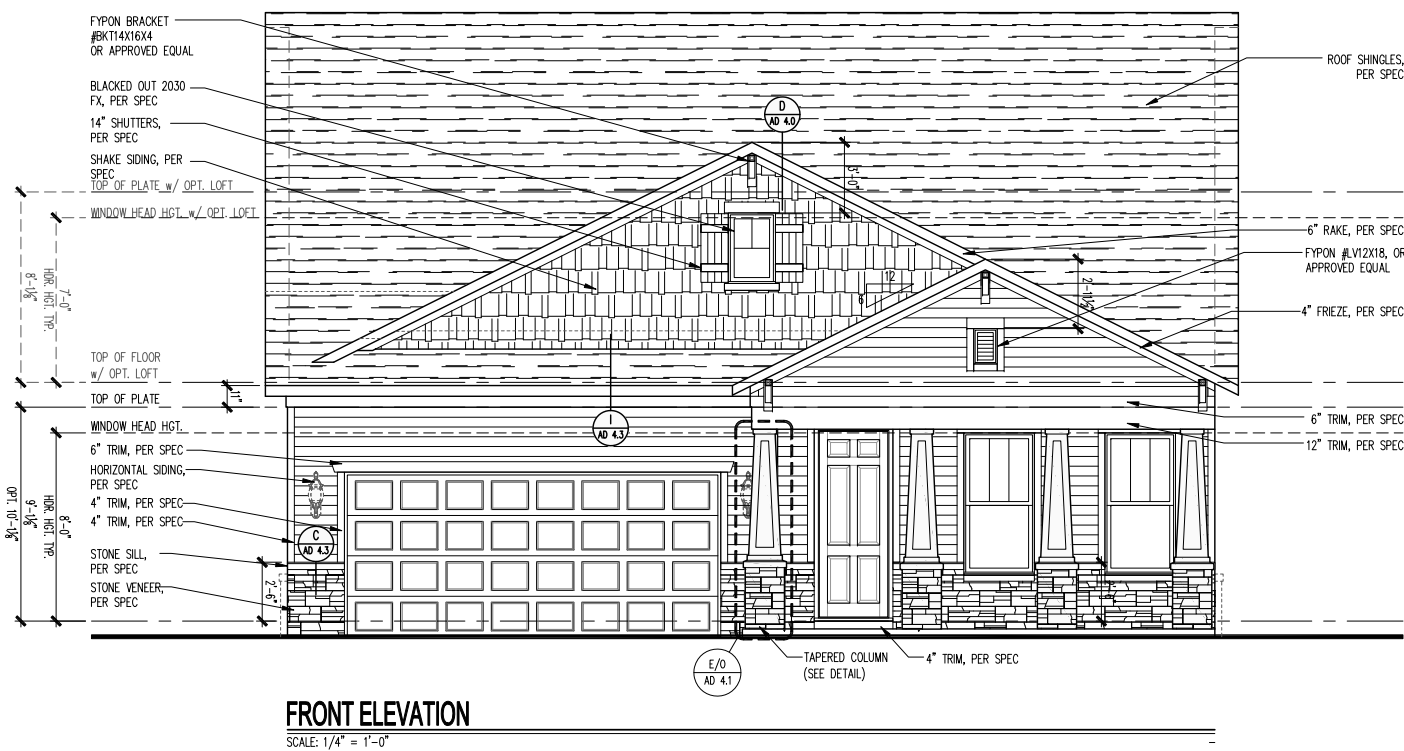 FYPON BRACKET
#BKT14X16X4
OR APPROVED EQUAL
BLACKED OUT 2030
FX, PER SPEC
14" SHUTTERS,
PER SPEC
SHAKE SIDING, PER
SPEC
TOP OF PLATE w/ OPT. LOFT
WINDOW HEAD HGT. w/ OPT. LOFT
8'-1⅛"
HDR. HGT. TYP.
7'-0"
TOP OF FLOOR
w/ OPT. LOFT
11"
TOP OF PLATE
WINDOW HEAD HGT.
6" TRIM, PER SPEC
HORIZONTAL SIDING,
PER SPEC
4" TRIM, PER SPEC
4" TRIM, PER SPEC
STONE SILL,
PER SPEC
STONE VENEER,
PER SPEC
OPT. 10'-1⅛"
9'-1⅛"
HDR. HGT. TYP.
8'-0"
2'-6"
C
AD 4.3
I
AD 4.3
D
AD 4.0
5'-0"
12
6
2'-11½"
ROOF SHINGLES,
PER SPEC
6" RAKE, PER SPEC
FYPON #LV12X18, OR
APPROVED EQUAL
4" FRIEZE, PER SPEC
6" TRIM, PER SPEC
12" TRIM, PER SPEC
E/O
AD 4.1
TAPERED COLUMN
(SEE DETAIL)
4" TRIM, PER SPEC
FRONT ELEVATION
SCALE: 1/4" = 1'-0"